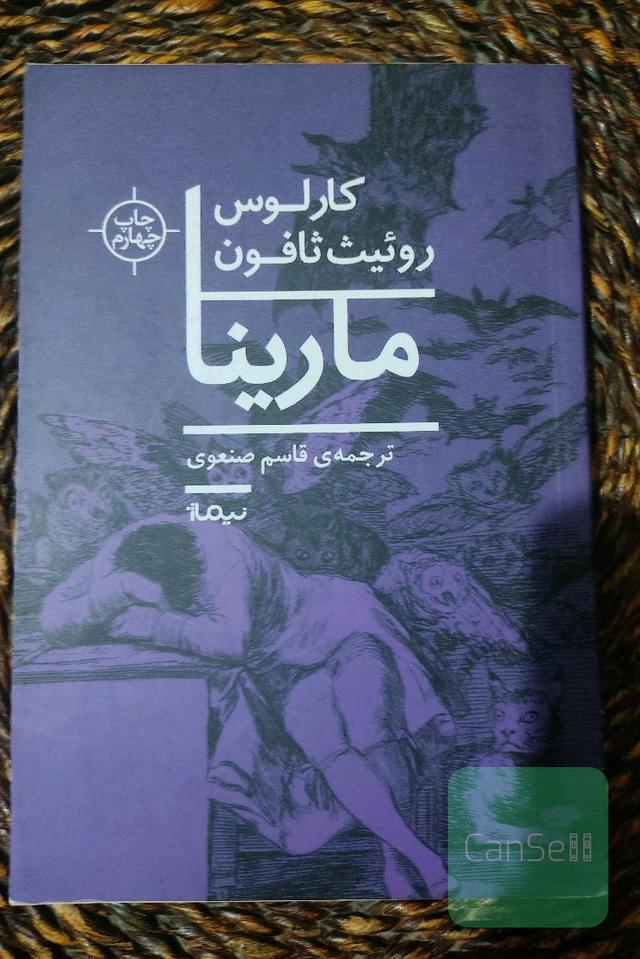 کارلوس
روئیث ثافون
چاپ
چهارم
مارینا
ترجمه‌ی قاسم صنعوی
نیماژ
CanSell